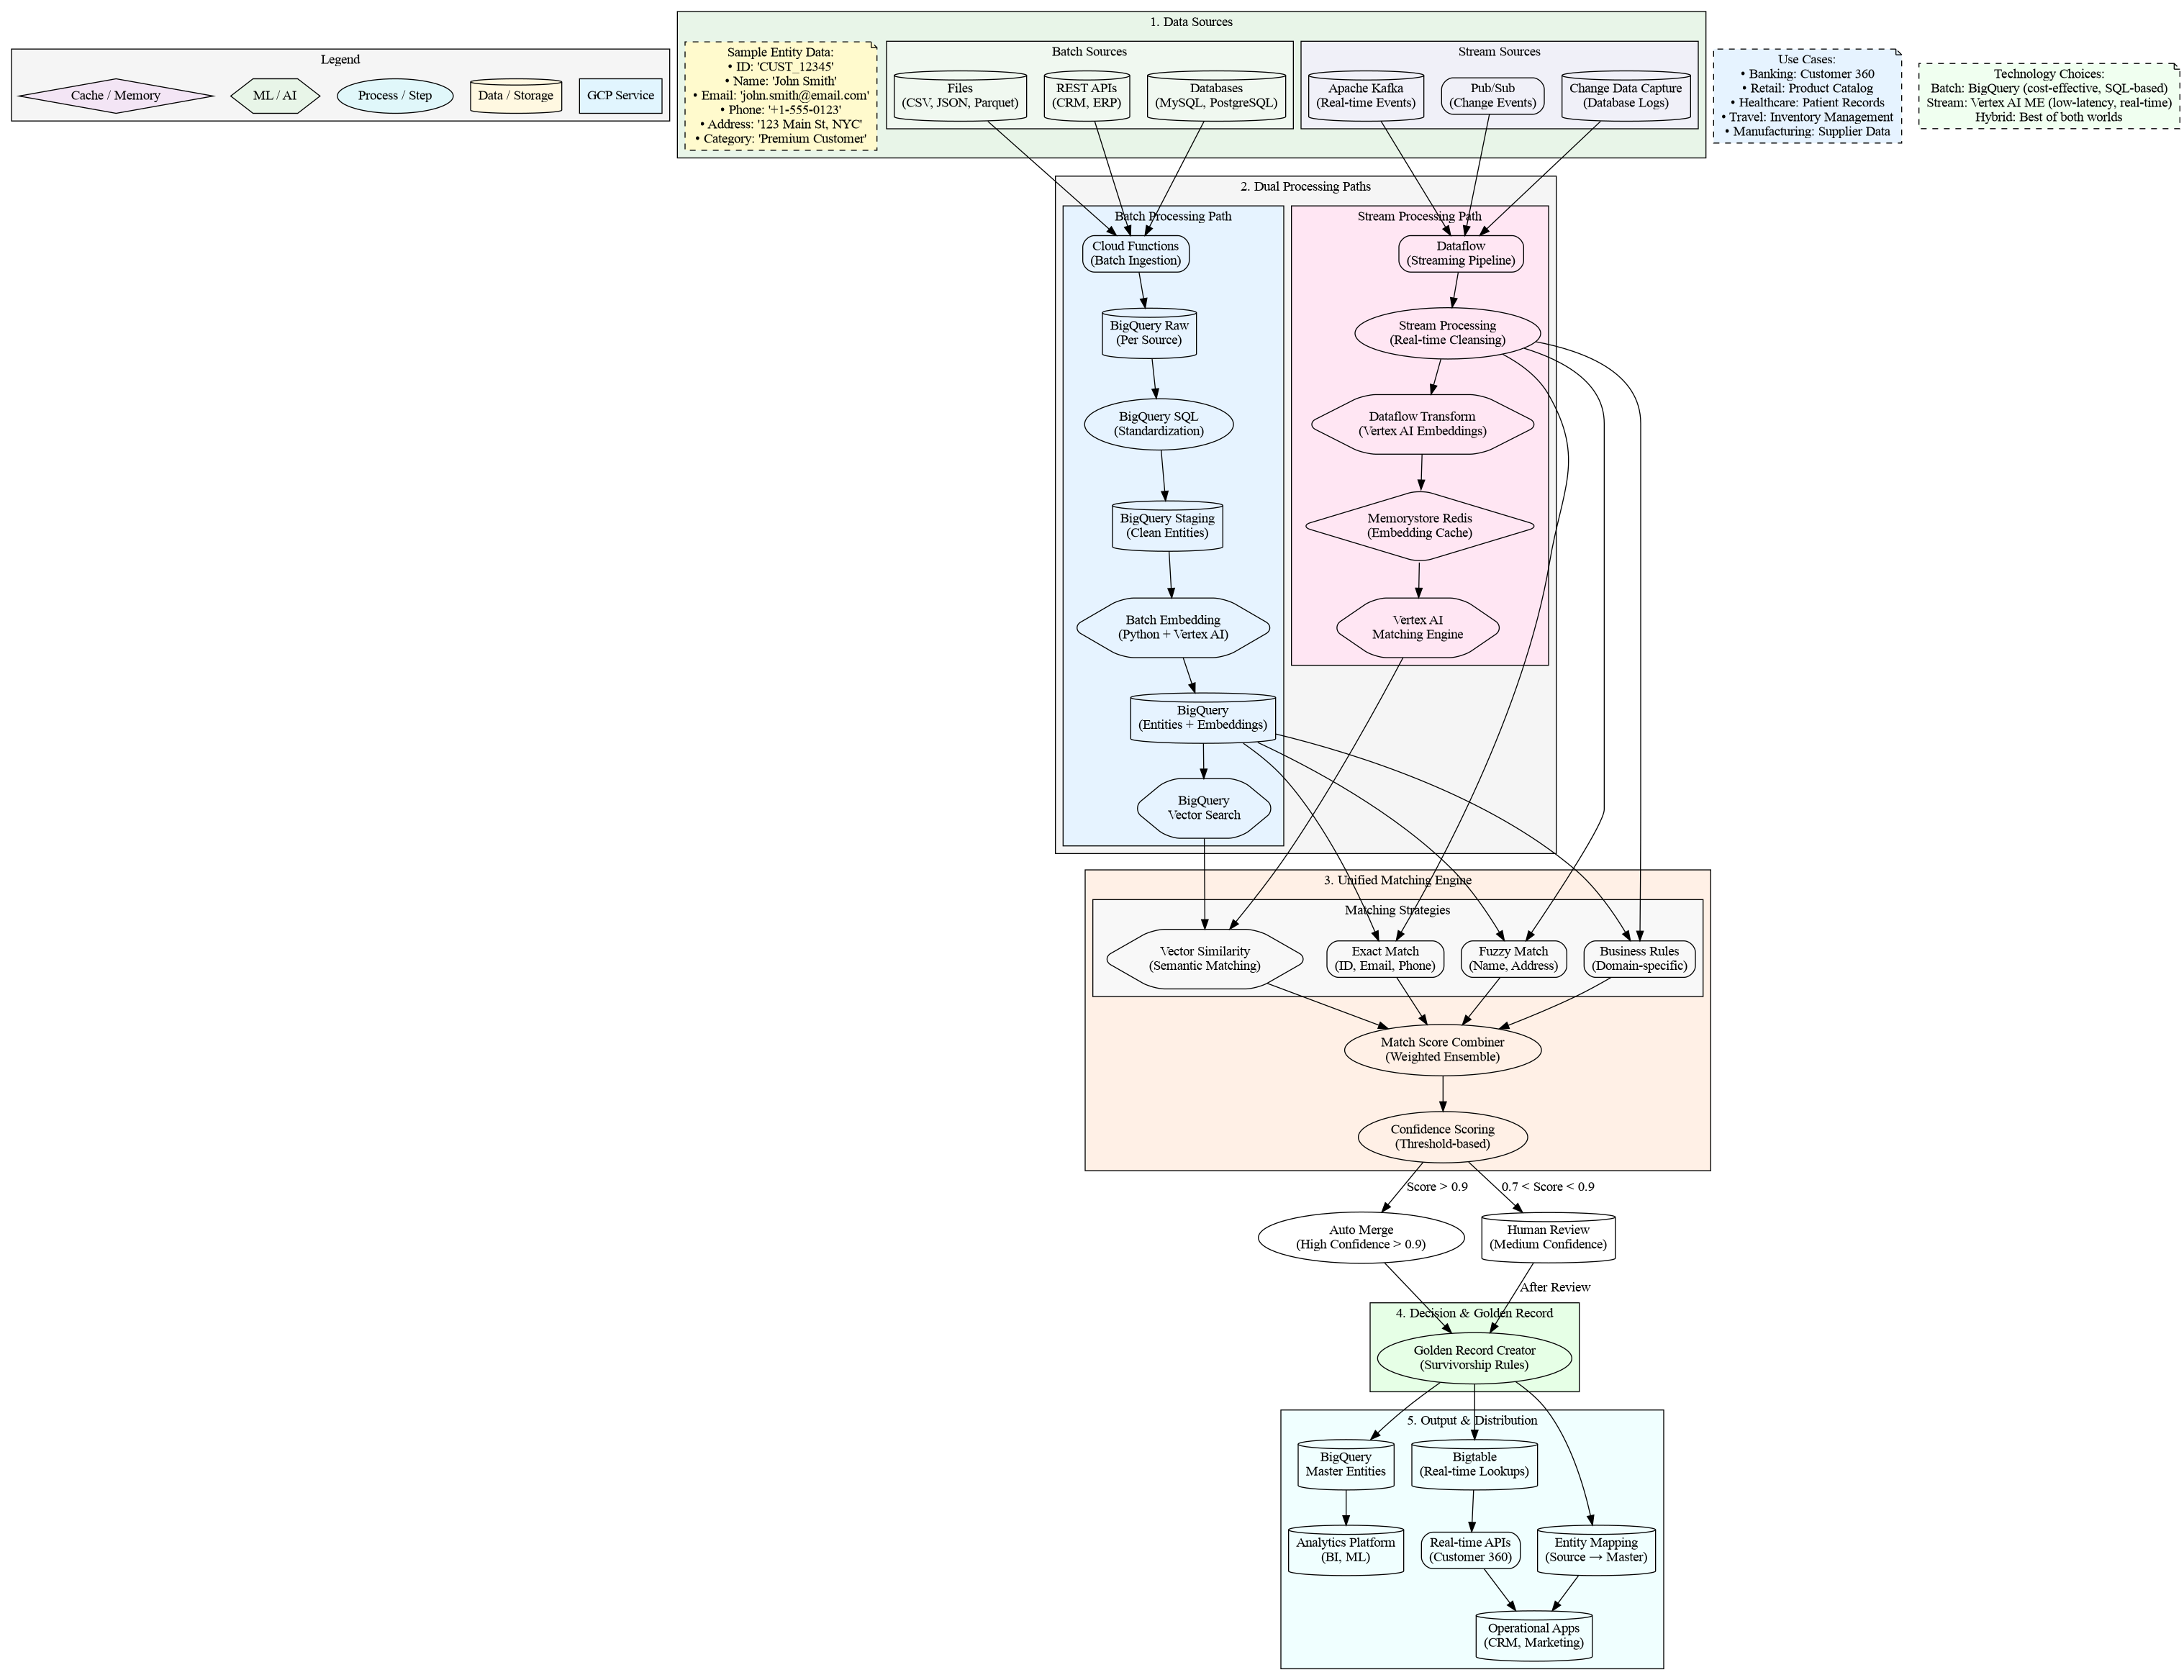 Legend
Cache / Memory
ML / AI
Process / Step
Data / Storage
GCP Service
1. Data Sources
Sample Entity Data:
• ID: 'CUST_12345'
• Name: 'John Smith'
• Email: 'john.smith@email.com'
• Phone: '+1-555-0123'
• Address: '123 Main St, NYC'
• Category: 'Premium Customer'
Batch Sources
Files
(CSV, JSON, Parquet)
REST APIs
(CRM, ERP)
Databases
(MySQL, PostgreSQL)
Stream Sources
Apache Kafka
(Real-time Events)
Pub/Sub
(Change Events)
Change Data Capture
(Database Logs)
Use Cases:
• Banking: Customer 360
• Retail: Product Catalog
• Healthcare: Patient Records
• Travel: Inventory Management
• Manufacturing: Supplier Data
Technology Choices:
Batch: BigQuery (cost-effective, SQL-based)
Stream: Vertex AI ME (low-latency, real-time)
Hybrid: Best of both worlds
2. Dual Processing Paths
Batch Processing Path
Cloud Functions
(Batch Ingestion)
BigQuery Raw
(Per Source)
BigQuery SQL
(Standardization)
BigQuery Staging
(Clean Entities)
Batch Embedding
(Python + Vertex AI)
BigQuery
(Entities + Embeddings)
BigQuery
Vector Search
Stream Processing Path
Dataflow
(Streaming Pipeline)
Stream Processing
(Real-time Cleansing)
Dataflow Transform
(Vertex AI Embeddings)
Memorystore Redis
(Embedding Cache)
Vertex AI
Matching Engine
3. Unified Matching Engine
Matching Strategies
Vector Similarity
(Semantic Matching)
Exact Match
(ID, Email, Phone)
Fuzzy Match
(Name, Address)
Business Rules
(Domain-specific)
Match Score Combiner
(Weighted Ensemble)
Confidence Scoring
(Threshold-based)
Score > 0.9
0.7 < Score < 0.9
Auto Merge
(High Confidence > 0.9)
Human Review
(Medium Confidence)
After Review
4. Decision & Golden Record
Golden Record Creator
(Survivorship Rules)
5. Output & Distribution
BigQuery
Master Entities
Bigtable
(Real-time Lookups)
Analytics Platform
(BI, ML)
Real-time APIs
(Customer 360)
Entity Mapping
(Source → Master)
Operational Apps
(CRM, Marketing)